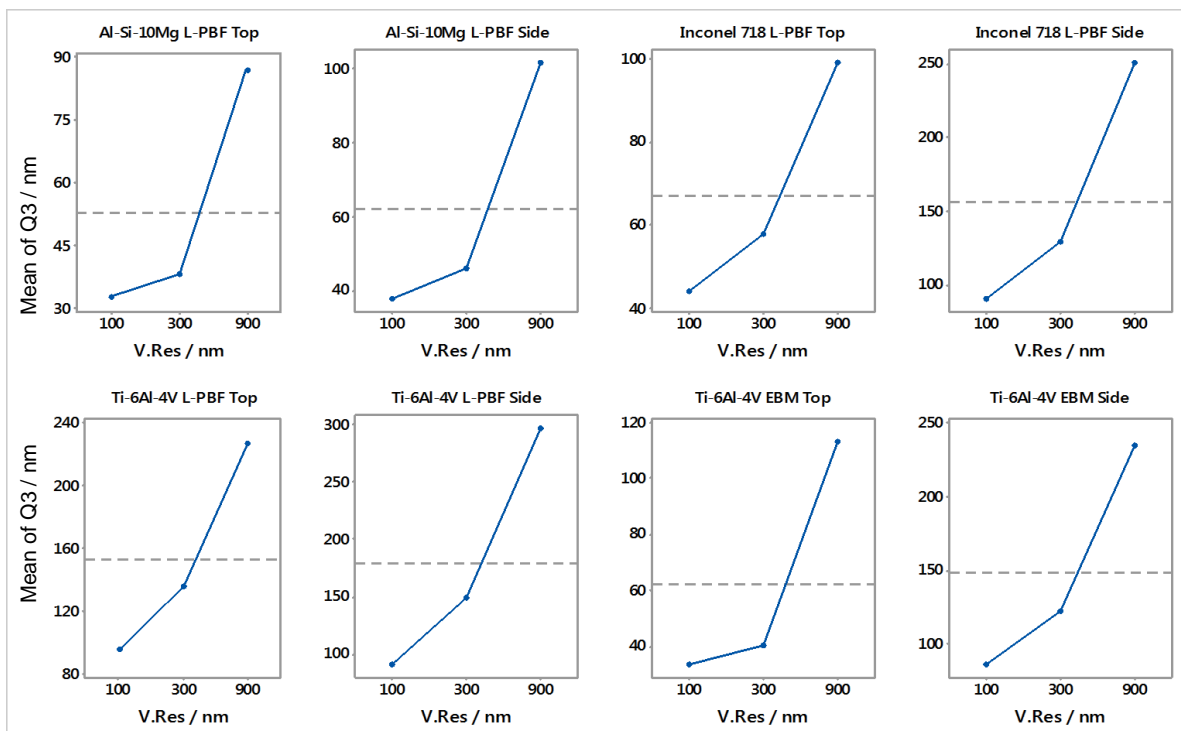 Al-Si-10Mg L-PBF Top
90
75
60
45
30
100 300 900
V.Res / nm
Mean of Q3 / nm
Al-Si-10Mg L-PBF Side
100
80
60
40
100 300 900
V.Res / nm
Inconel 718 L-PBF Top
100
80
60
40
100 300 900
V.Res / nm
Inconel 718 L-PBF Side
250
200
150
100
100 300 900
V.Res / nm
Ti-6Al-4V L-PBF Top
240
200
160
120
80
100 300 900
V.Res / nm
Mean of Q3 / nm
Ti-6Al-4V L-PBF Side
300
250
200
150
100
100 300 900
V.Res / nm
Ti-6Al-4V EBM Top
120
100
80
60
40
100 300 900
V.Res / nm
Ti-6Al-4V EBM Side
250
200
150
100
100 300 900
V.Res / nm